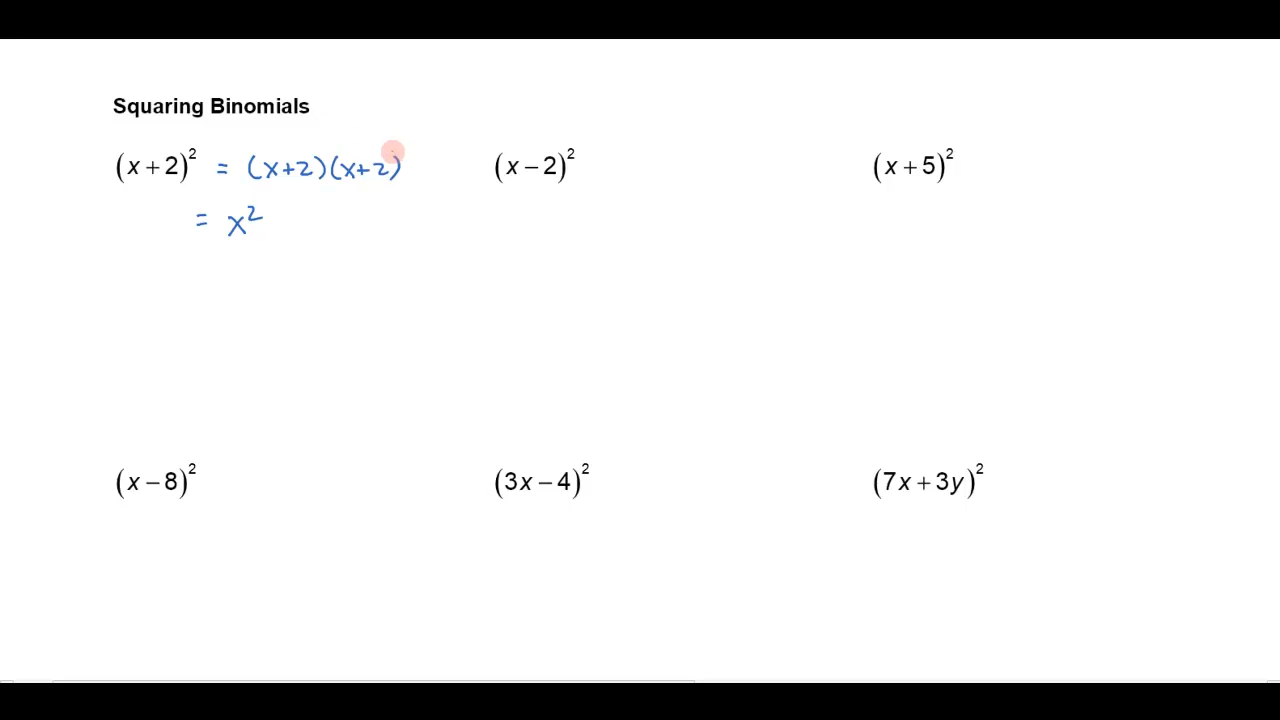 Squaring Binomials
(x + 2)² = (x+2)(x+2)
= x²
(x − 2)²
(x + 5)²
(x − 8)²
(3x − 4)²
(7x + 3y)²